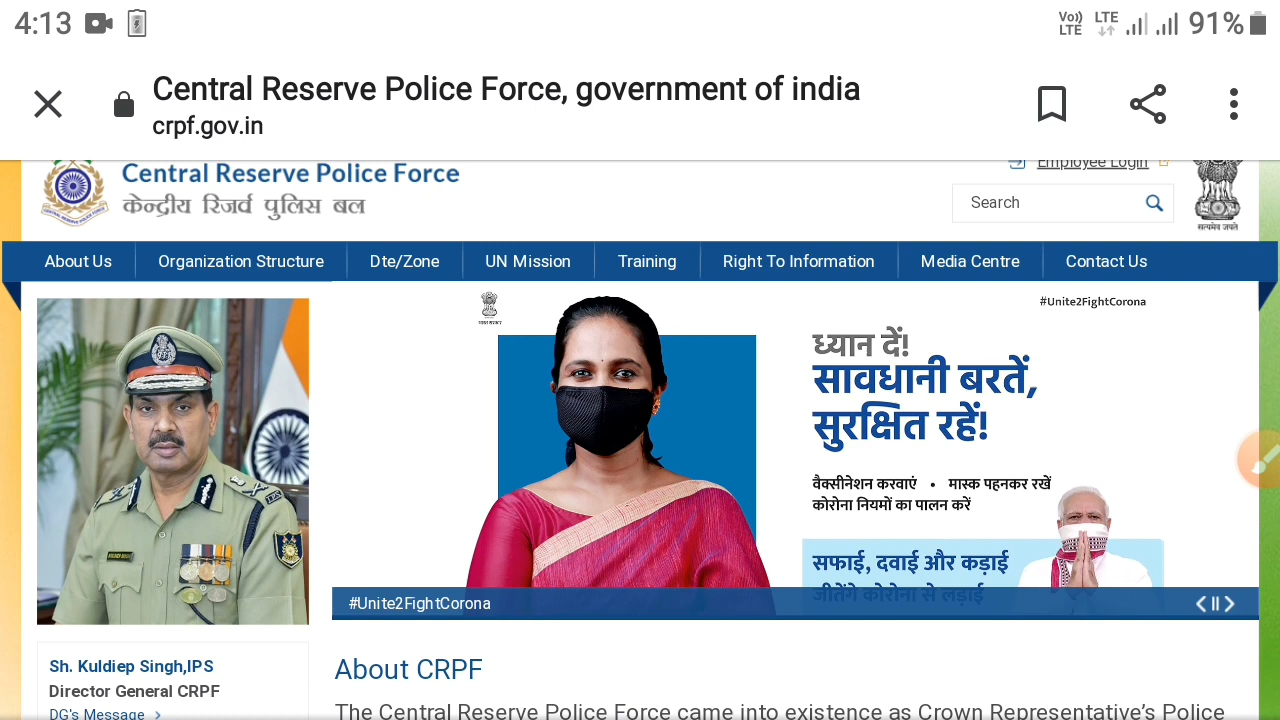 4:13
Vo)) LTE
LTE
91%
Central Reserve Police Force, government of india
crpf.gov.in
Central Reserve Police Force
केन्द्रीय रिजर्व पुलिस बल
Employee Login
Search
सत्यमेव जयते
About Us
Organization Structure
Dte/Zone
UN Mission
Training
Right To Information
Media Centre
Contact Us
भारत सरकार
#Unite2FightCorona
ध्यान दें!
सावधानी बरतें,
सुरक्षित रहें!
वैक्सीनेशन करवाएं • मास्क पहनकर रखें
कोरोना नियमों का पालन करें
सफाई, दवाई और कड़ाई
जीतेंगे कोरोना से लड़ाई
#Unite2FightCorona
IPS
Sh. Kuldiep Singh,IPS
Director General CRPF
DG's Message
About CRPF
The Central Reserve Police Force came into existence as Crown Representative's Police